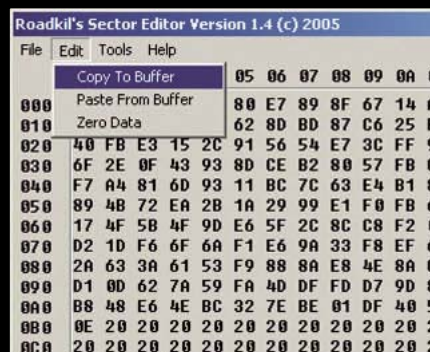 Roadkil's Sector Editor Version 1.4 (c) 2005
File Edit Tools Help
Copy To Buffer
Paste From Buffer
Zero Data
05 06 07 08 09 0A
000 80 E7 89 8F 67 14
010 62 8D BD 87 C6 25
020 40 FB E3 15 2C 91 56 54 E7 3C FF
030 6F 2E 0F 43 93 8D CE B2 80 57 FB
040 F7 A4 81 6D 93 11 BC 7C 63 E4 B1
050 89 4B 72 EA 2B 1A 29 99 E1 F0 FB
060 17 4F 5B 4F 9D E6 5F 2C 8C C8 F2
070 D2 1D F6 6F 6A F1 E6 9A 33 F8 EF
080 2A 63 3A 61 53 F9 88 8A E8 4E 8A
090 D1 0D 62 7A 59 FA 4D DF FD D7 9D
0A0 B8 48 E6 4E BC 32 7E BE 01 DF 40
0B0 0E 20 20 20 20 20 20 20 20 20 20
0C0 20 20 20 20 20 20 20 20 20 20 20